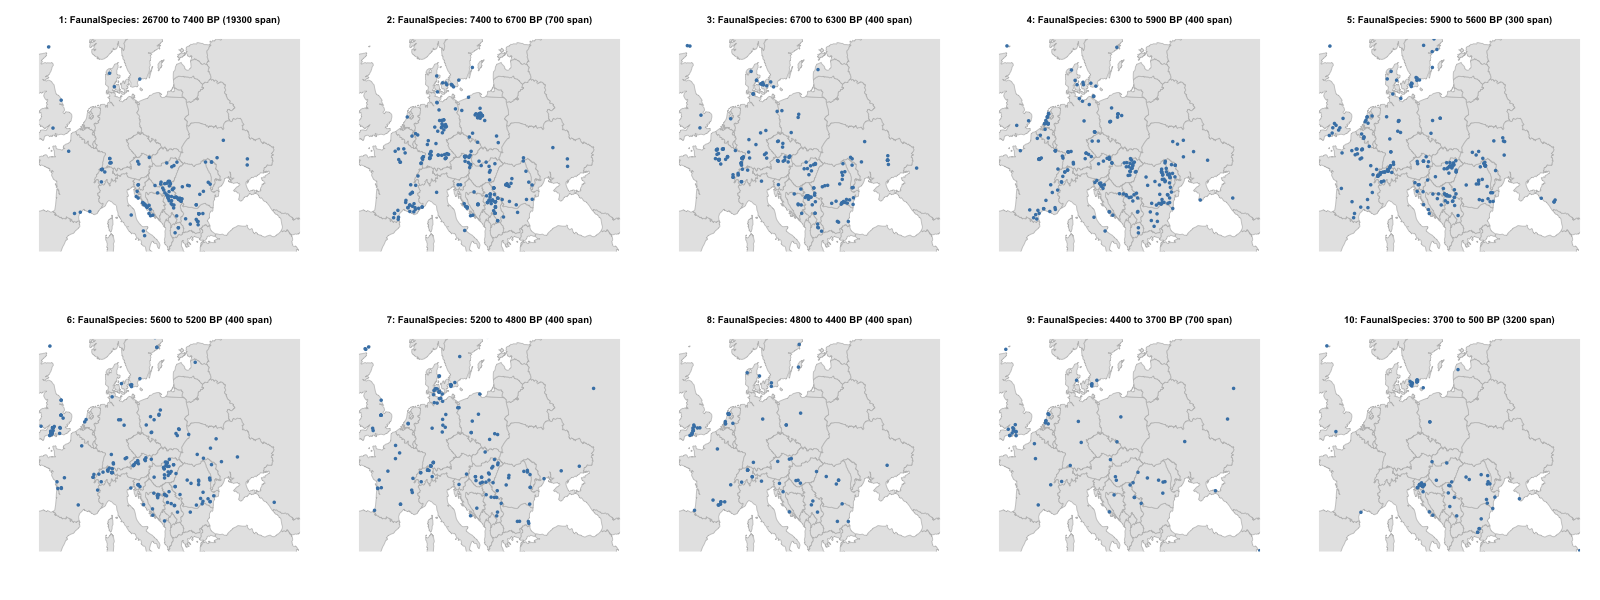 1: FaunalSpecies: 26700 to 7400 BP (19300 span)
2: FaunalSpecies: 7400 to 6700 BP (700 span)
3: FaunalSpecies: 6700 to 6300 BP (400 span)
4: FaunalSpecies: 6300 to 5900 BP (400 span)
5: FaunalSpecies: 5900 to 5600 BP (300 span)
6: FaunalSpecies: 5600 to 5200 BP (400 span)
7: FaunalSpecies: 5200 to 4800 BP (400 span)
8: FaunalSpecies: 4800 to 4400 BP (400 span)
9: FaunalSpecies: 4400 to 3700 BP (700 span)
10: FaunalSpecies: 3700 to 500 BP (3200 span)